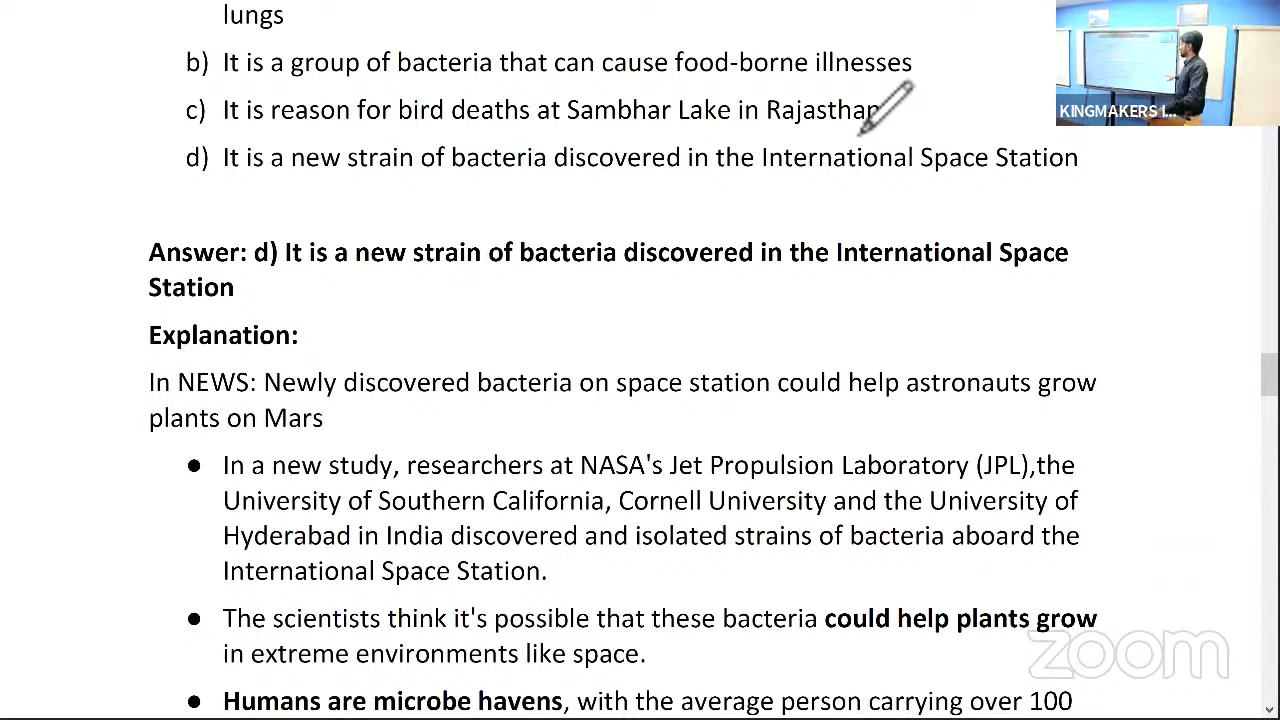 lungs
b) It is a group of bacteria that can cause food-borne illnesses
KINGMAKERS I...
c) It is reason for bird deaths at Sambhar Lake in Rajasthan
d) It is a new strain of bacteria discovered in the International Space Station
Answer: d) It is a new strain of bacteria discovered in the International Space
Station
Explanation:
In NEWS: Newly discovered bacteria on space station could help astronauts grow
plants on Mars
● In a new study, researchers at NASA's Jet Propulsion Laboratory (JPL),the
University of Southern California, Cornell University and the University of
Hyderabad in India discovered and isolated strains of bacteria aboard the
International Space Station.
● The scientists think it's possible that these bacteria could help plants grow
in extreme environments like space.
zoom
● Humans are microbe havens, with the average person carrying over 100